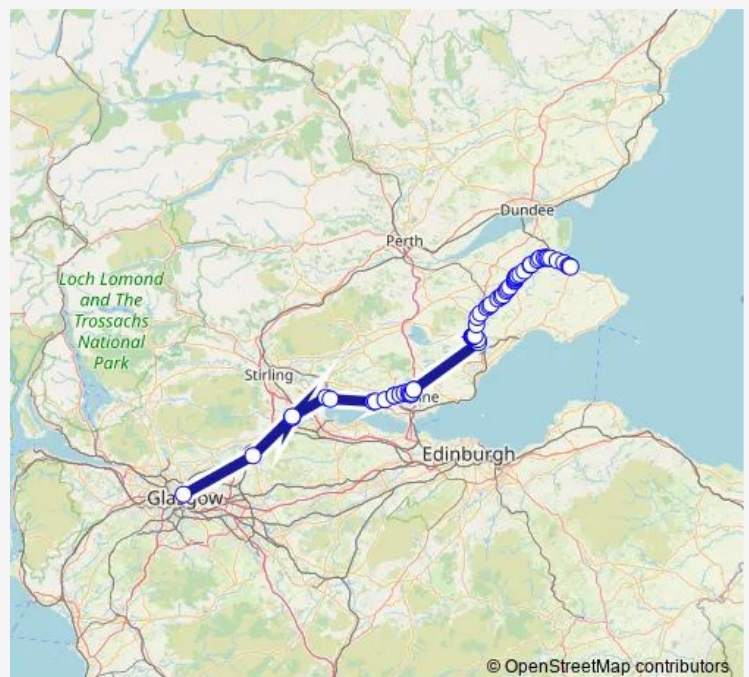 Dundee
Perth
Loch Lomond
and The
Trossachs
National
Park
Stirling
Edinburgh
Glasgow
© OpenStreetMap contributors